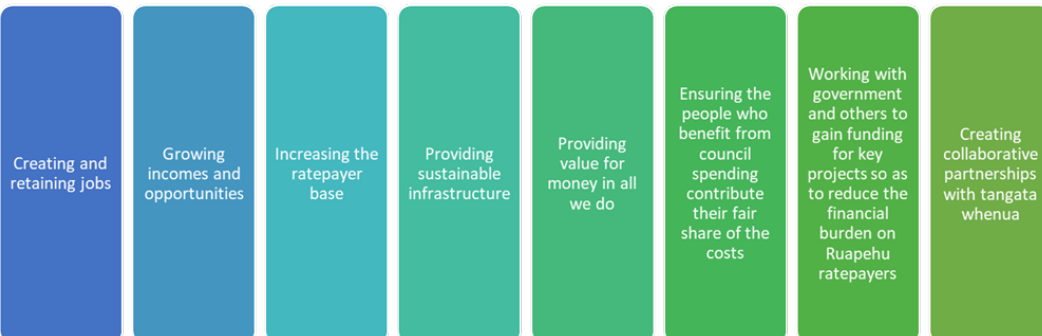 Creating and
retaining jobs
Growing
incomes and
opportunities
Increasing the
ratepayer
base
Providing
sustainable
infrastructure
Providing
value for
money in all
we do
Ensuring the
people who
benefit from
council
spending
contribute
their fair
share of the
costs
Working with
government
and others to
gain funding
for key
projects so as
to reduce the
financial
burden on
Ruapehu
ratepayers
Creating
collaborative
partnerships
with tangata
whenua